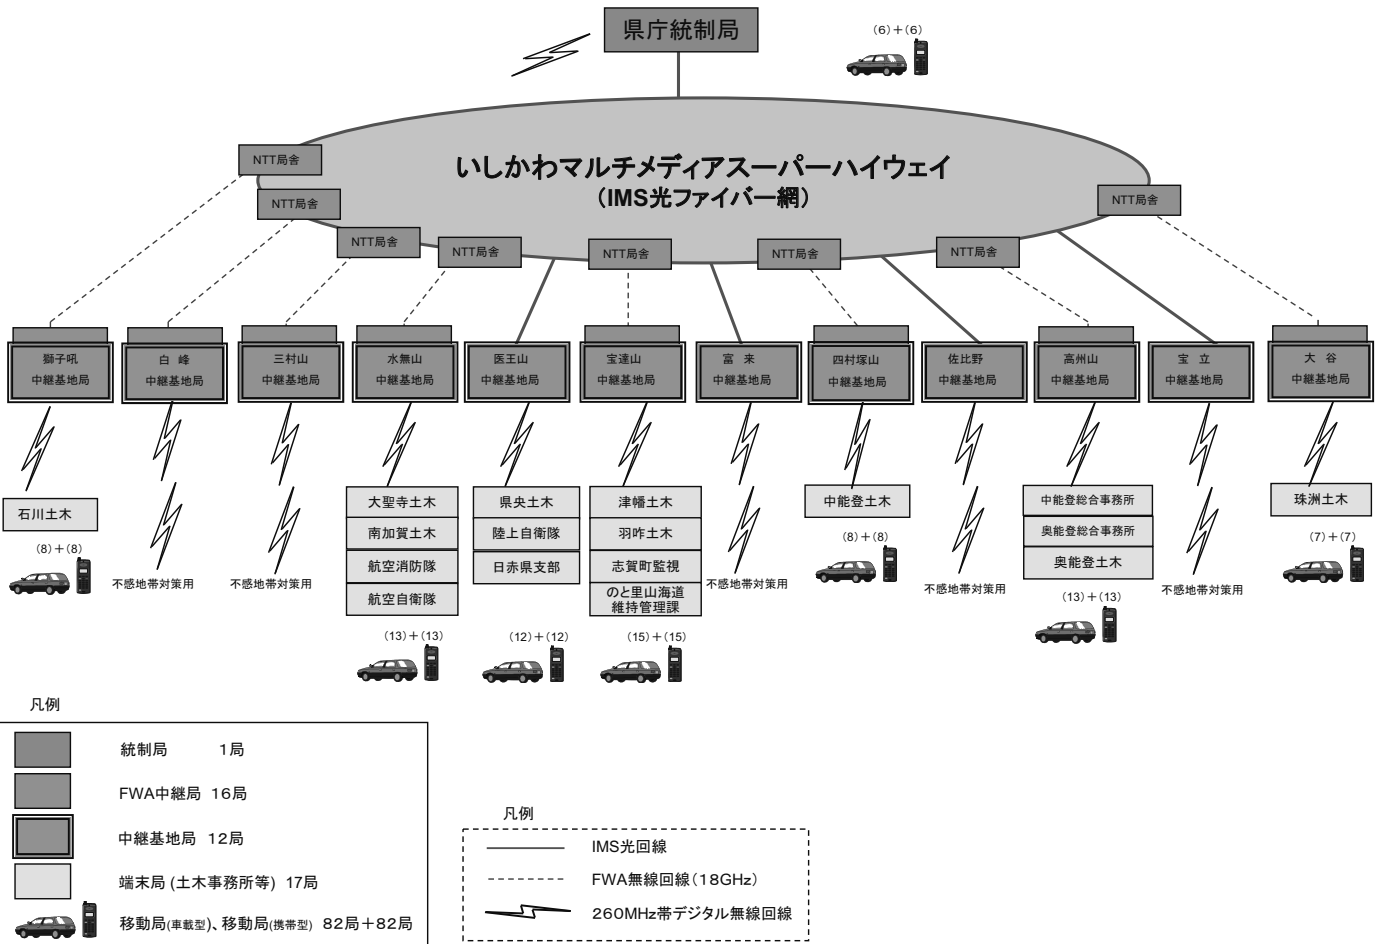 県庁統制局
(6)＋(6)
いしかわマルチメディアスーパーハイウェイ
（IMS光ファイバー網）
NTT局舎
NTT局舎
NTT局舎
NTT局舎
NTT局舎
NTT局舎
NTT局舎
NTT局舎
獅子吼
中継基地局
白　峰
中継基地局
三村山
中継基地局
水無山
中継基地局
医王山
中継基地局
宝達山
中継基地局
富　来
中継基地局
四村塚山
中継基地局
佐比野
中継基地局
高州山
中継基地局
宝　立
中継基地局
大　谷
中継基地局
石川土木
(8)＋(8)
不感地帯対策用
不感地帯対策用
大聖寺土木
南加賀土木
航空消防隊
航空自衛隊
(13)＋(13)
県央土木
陸上自衛隊
日赤県支部
(12)＋(12)
津幡土木
羽咋土木
志賀町監視
のと里山海道
維持管理課
(15)＋(15)
不感地帯対策用
中能登土木
(8)＋(8)
不感地帯対策用
中能登総合事務所
奥能登総合事務所
奥能登土木
(13)＋(13)
不感地帯対策用
珠洲土木
(7)＋(7)
凡例
統制局　1局
FWA中継局 16局
中継基地局 12局
端末局 (土木事務所等) 17局
移動局(車載型)、移動局(携帯型) 82局＋82局
凡例
IMS光回線
FWA無線回線（18GHz）
260MHz帯デジタル無線回線